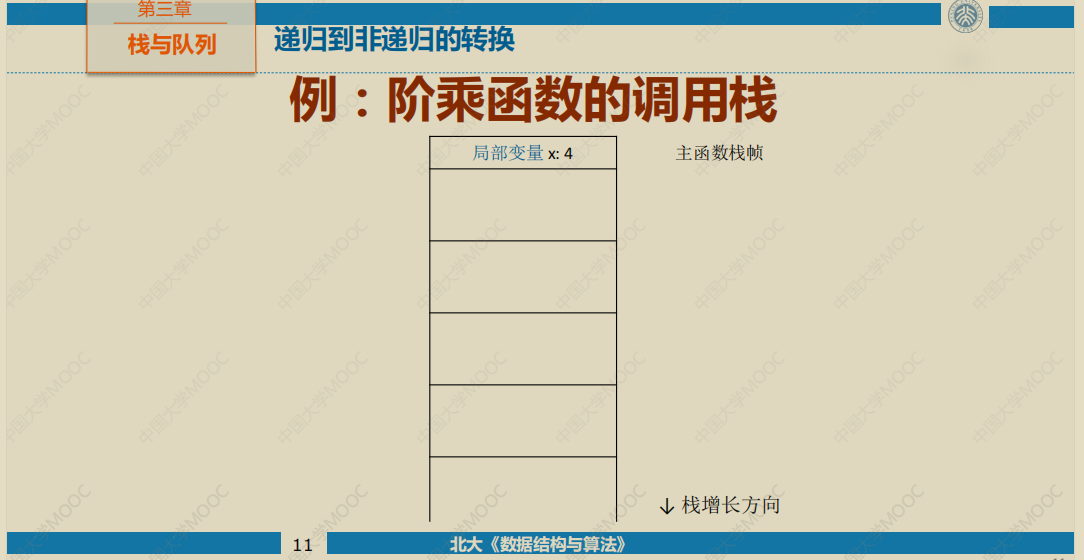 第三章
栈与队列
递归到非递归的转换
例：阶乘函数的调用栈
局部变量 x: 4
主函数栈帧
↓ 栈增长方向
11
北大《数据结构与算法》
中国大学MOOC